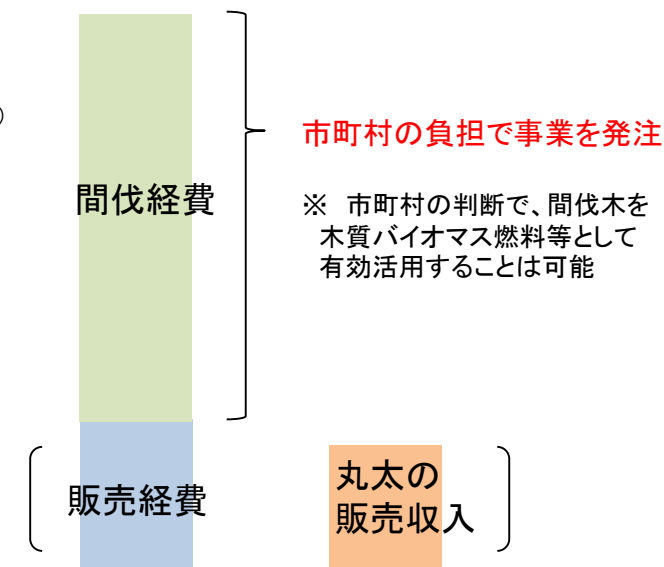 市町村の負担で事業を発注
間伐経費
※　市町村の判断で、間伐木を
木質バイオマス燃料等として
有効活用することは可能
販売経費
丸太の
販売収入